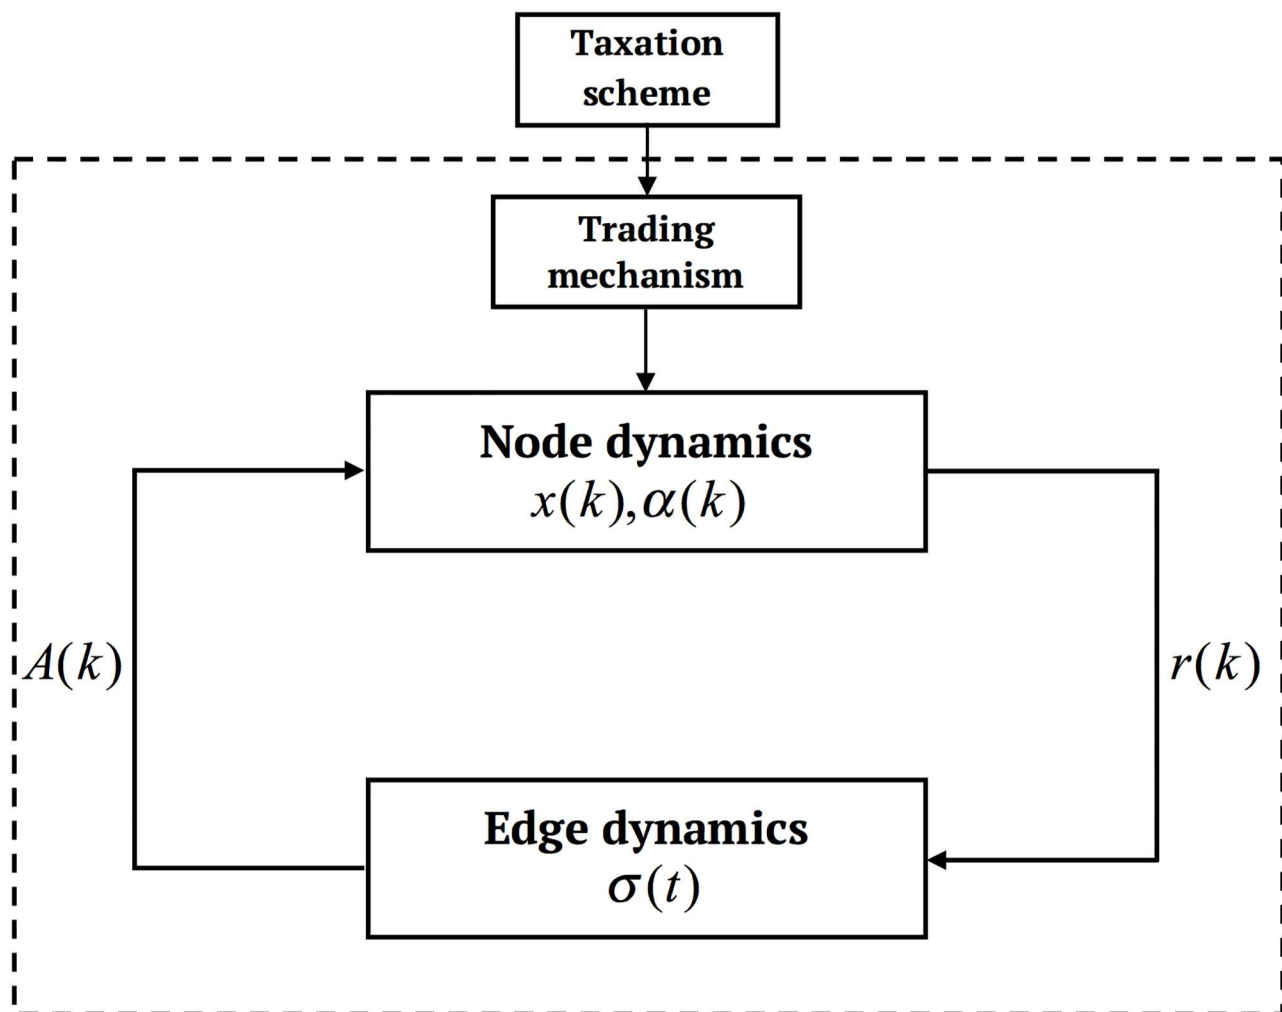 Taxation
scheme
Trading
mechanism
Node dynamics
x(k), α(k)
A(k)
r(k)
Edge dynamics
σ(t)